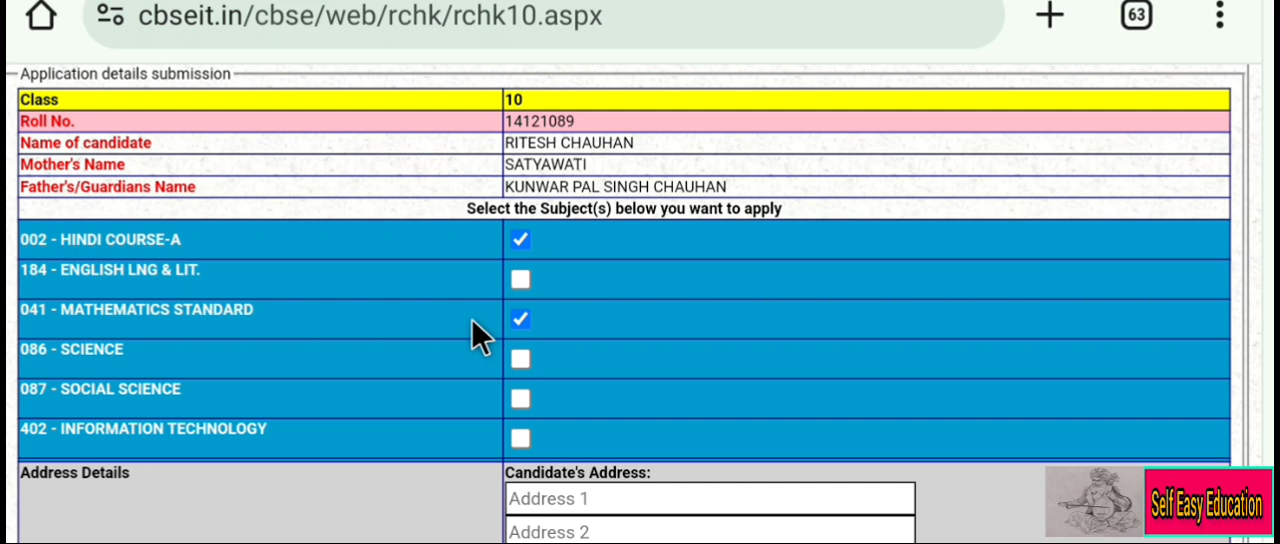 cbseit.in/cbse/web/rchk/rchk10.aspx
63
Application details submission
Class 10
Roll No. 14121089
Name of candidate RITESH CHAUHAN
Mother's Name SATYAWATI
Father's/Guardians Name KUNWAR PAL SINGH CHAUHAN
Select the Subject(s) below you want to apply
002 - HINDI COURSE-A
184 - ENGLISH LNG & LIT.
041 - MATHEMATICS STANDARD
086 - SCIENCE
087 - SOCIAL SCIENCE
402 - INFORMATION TECHNOLOGY
Address Details Candidate's Address:
Address 1
Address 2
Self Easy Education